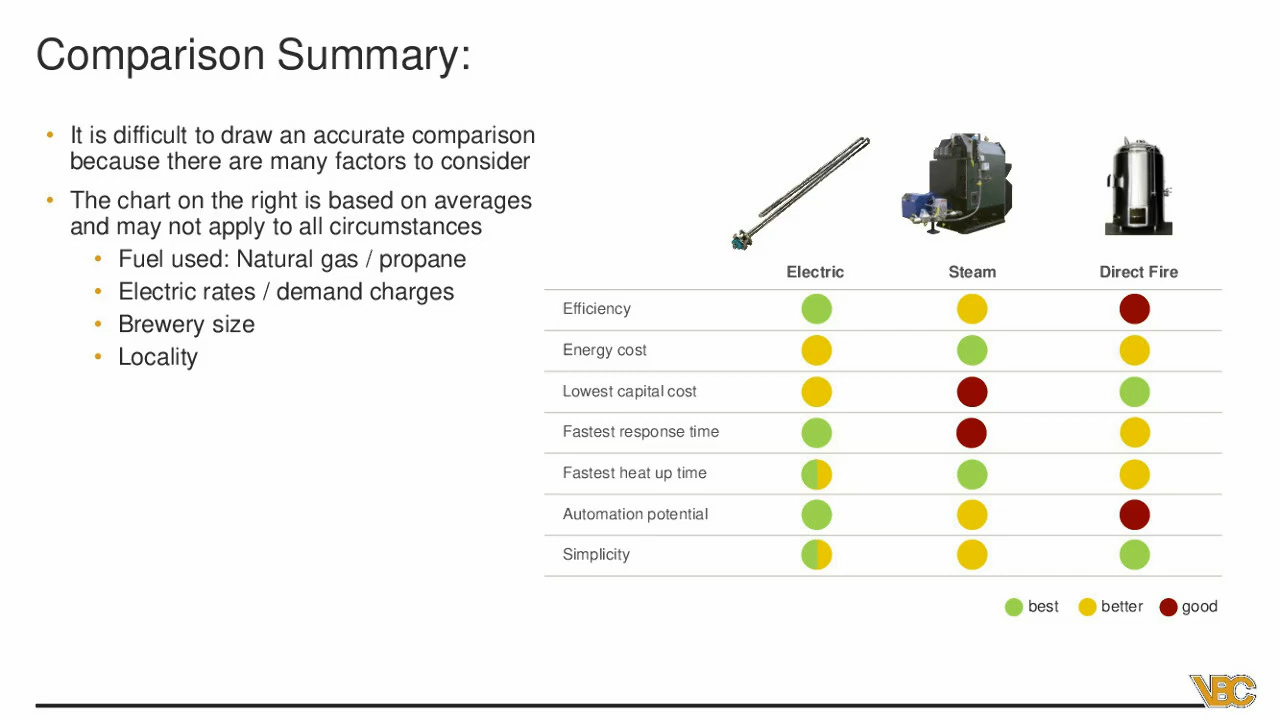 Comparison Summary:
• It is difficult to draw an accurate comparison
because there are many factors to consider
• The chart on the right is based on averages
and may not apply to all circumstances
• Fuel used: Natural gas / propane
• Electric rates / demand charges
• Brewery size
• Locality
Electric Steam Direct Fire
Efficiency
Energy cost
Lowest capital cost
Fastest response time
Fastest heat up time
Automation potential
Simplicity
best better good
VBC